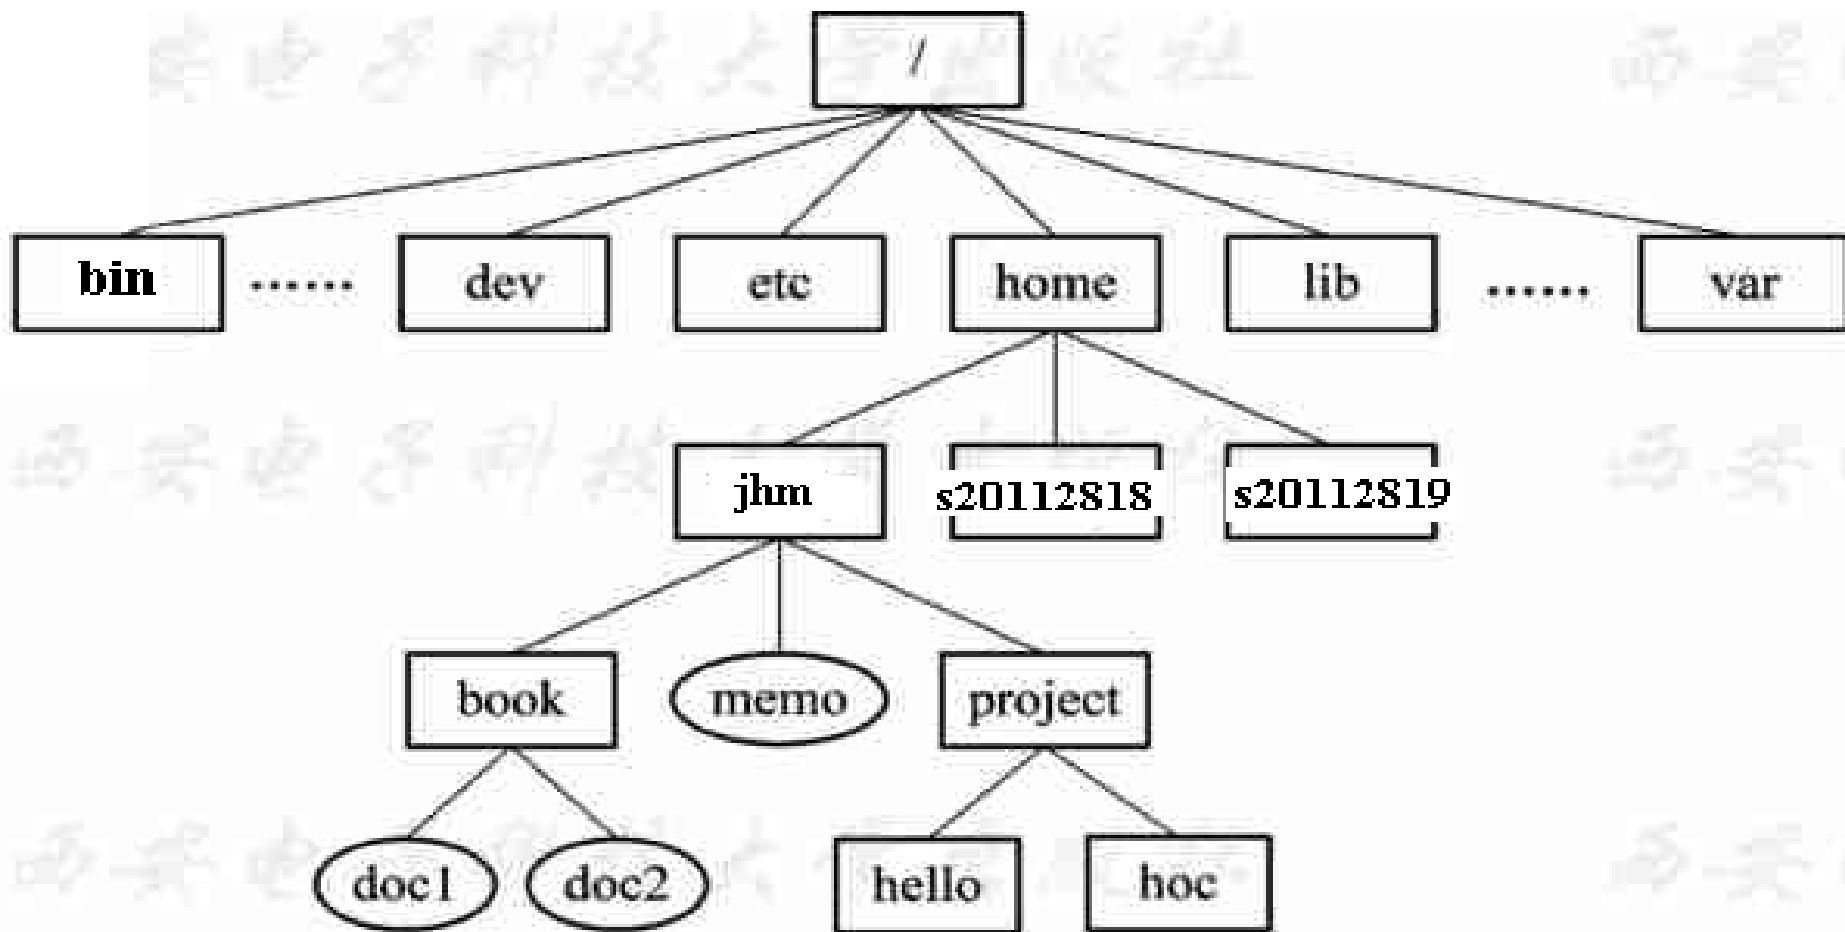 /
bin ...... dev etc home lib ...... var
jhm s20112818 s20112819
book memo project
doc1 doc2 hello hoc